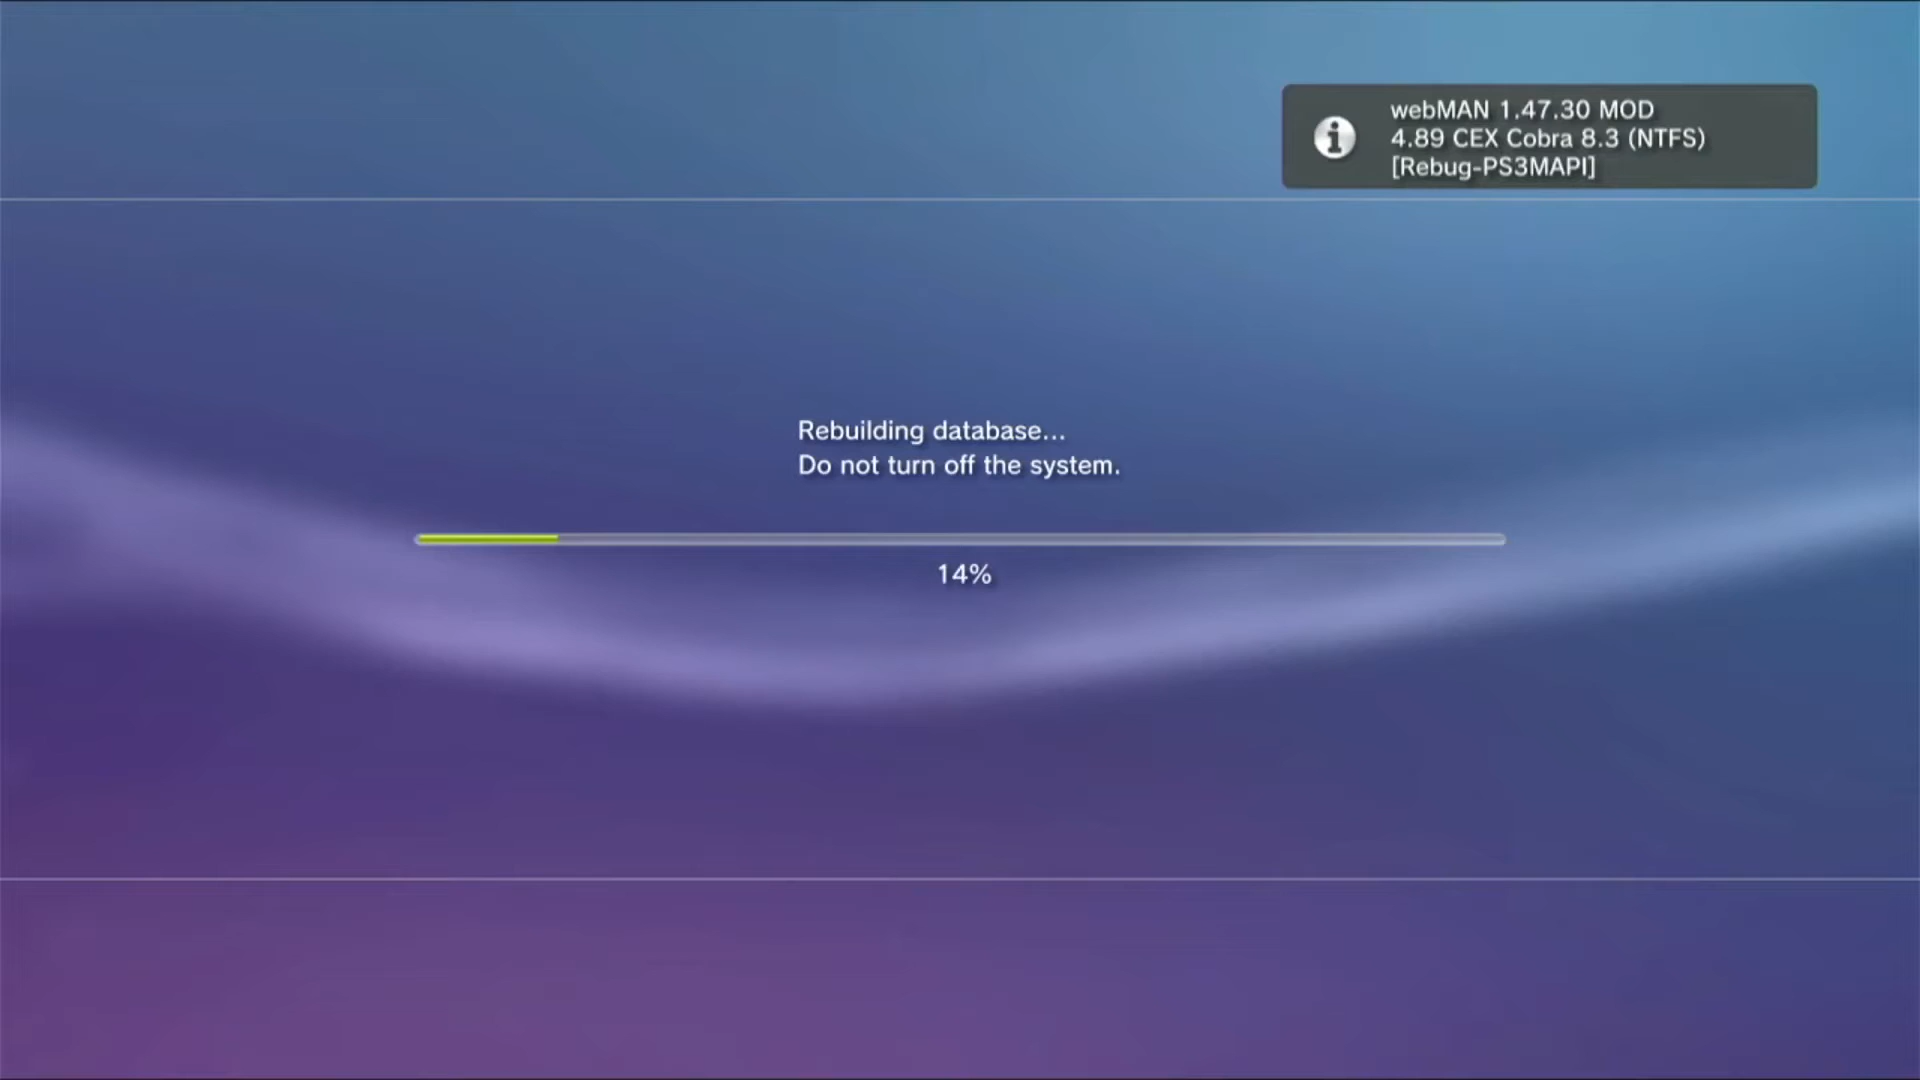 webMAN 1.47.30 MOD
4.89 CEX Cobra 8.3 (NTFS)
[Rebug-PS3MAPI]
Rebuilding database...
Do not turn off the system.
14%